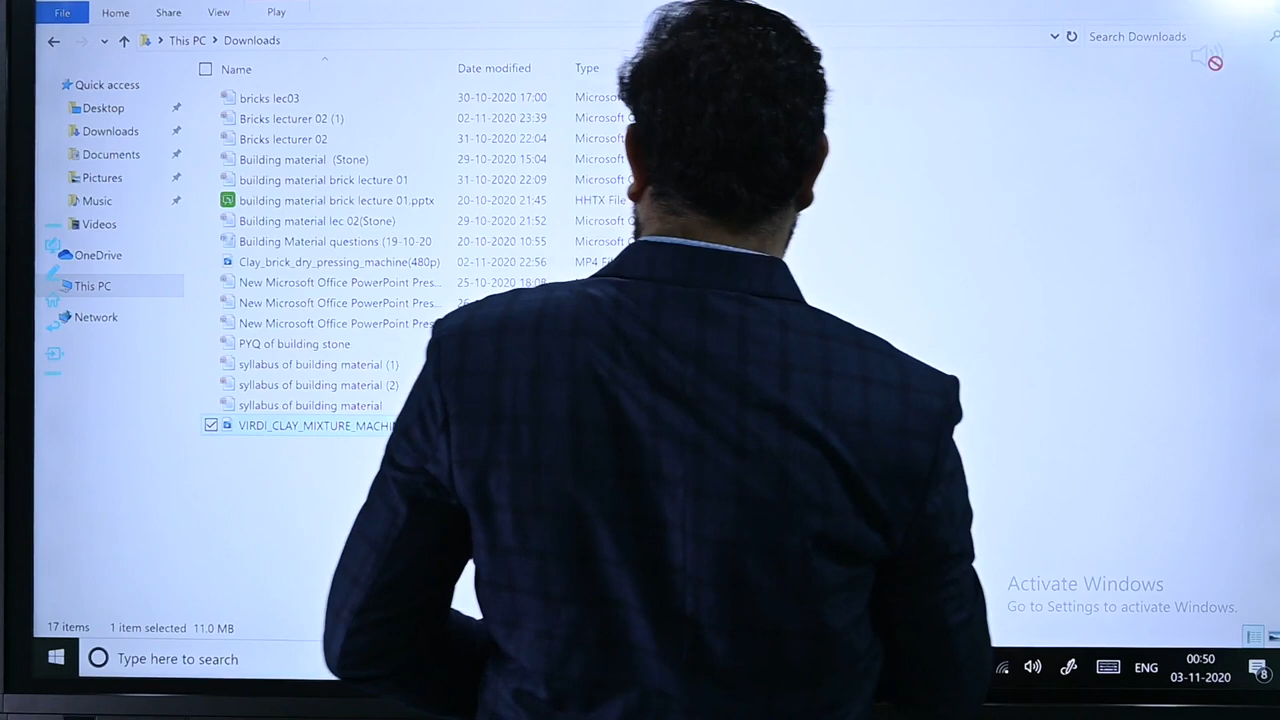 File Home Share View Play
This PC > Downloads
Search Downloads
Name Date modified Type
Quick access
Desktop
Downloads
Documents
Pictures
Music
Videos
OneDrive
This PC
Network
bricks lec03 30-10-2020 17:00 Microsof
Bricks lecturer 02 (1) 02-11-2020 23:39 Microsoft
Bricks lecturer 02 31-10-2020 22:04 Microsoft
Building material (Stone) 29-10-2020 15:04 Microsoft
building material brick lecture 01 31-10-2020 22:09 Microsoft
building material brick lecture 01.pptx 20-10-2020 21:45 HHTX File
Building material lec 02(Stone) 29-10-2020 21:52 Microsoft
Building Material questions (19-10-20 20-10-2020 10:55 Microsoft
Clay_brick_dry_pressing_machine(480p) 02-11-2020 22:56 MP4 Fi
New Microsoft Office PowerPoint Pres... 25-10-2020 18:08
New Microsoft Office PowerPoint Pres...
New Microsoft Office PowerPoint Pres
PYQ of building stone
syllabus of building material (1)
syllabus of building material (2)
syllabus of building material
VIRDI_CLAY_MIXTURE_MACHI
Activate Windows
Go to Settings to activate Windows.
17 items 1 item selected 11.0 MB
Type here to search
ENG
00:50
03-11-2020
8